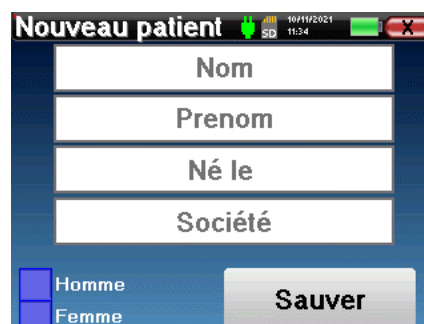 Nouveau patient
SD
10/11/2021
11:34
X
Nom
Prenom
Né le
Société
Homme
Femme
Sauver